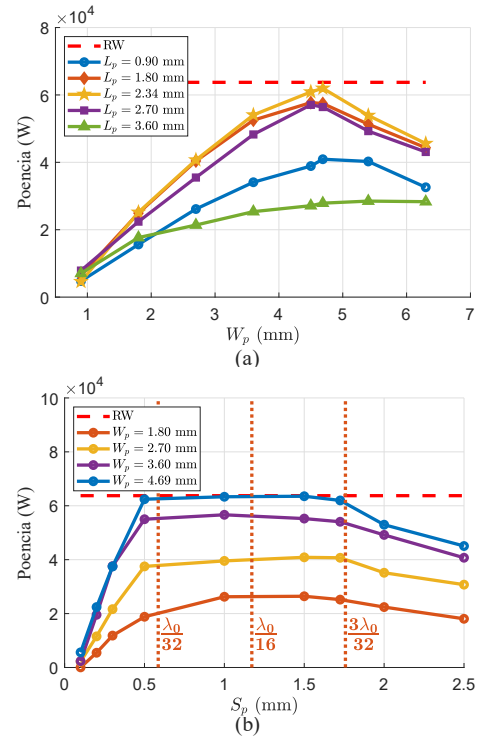 ×10⁴
8
RW
L_p = 0.90 mm
L_p = 1.80 mm
L_p = 2.34 mm
L_p = 2.70 mm
L_p = 3.60 mm
6
4
2
0
Poencia (W)
1 2 3 4 5 6 7
W_p (mm)
(a)
×10⁴
10
RW
W_p = 1.80 mm
W_p = 2.70 mm
W_p = 3.60 mm
W_p = 4.69 mm
8
6
4
2
0
Poencia (W)
λ₀/32 λ₀/16 3λ₀/32
0 0.5 1 1.5 2 2.5
S_p (mm)
(b)